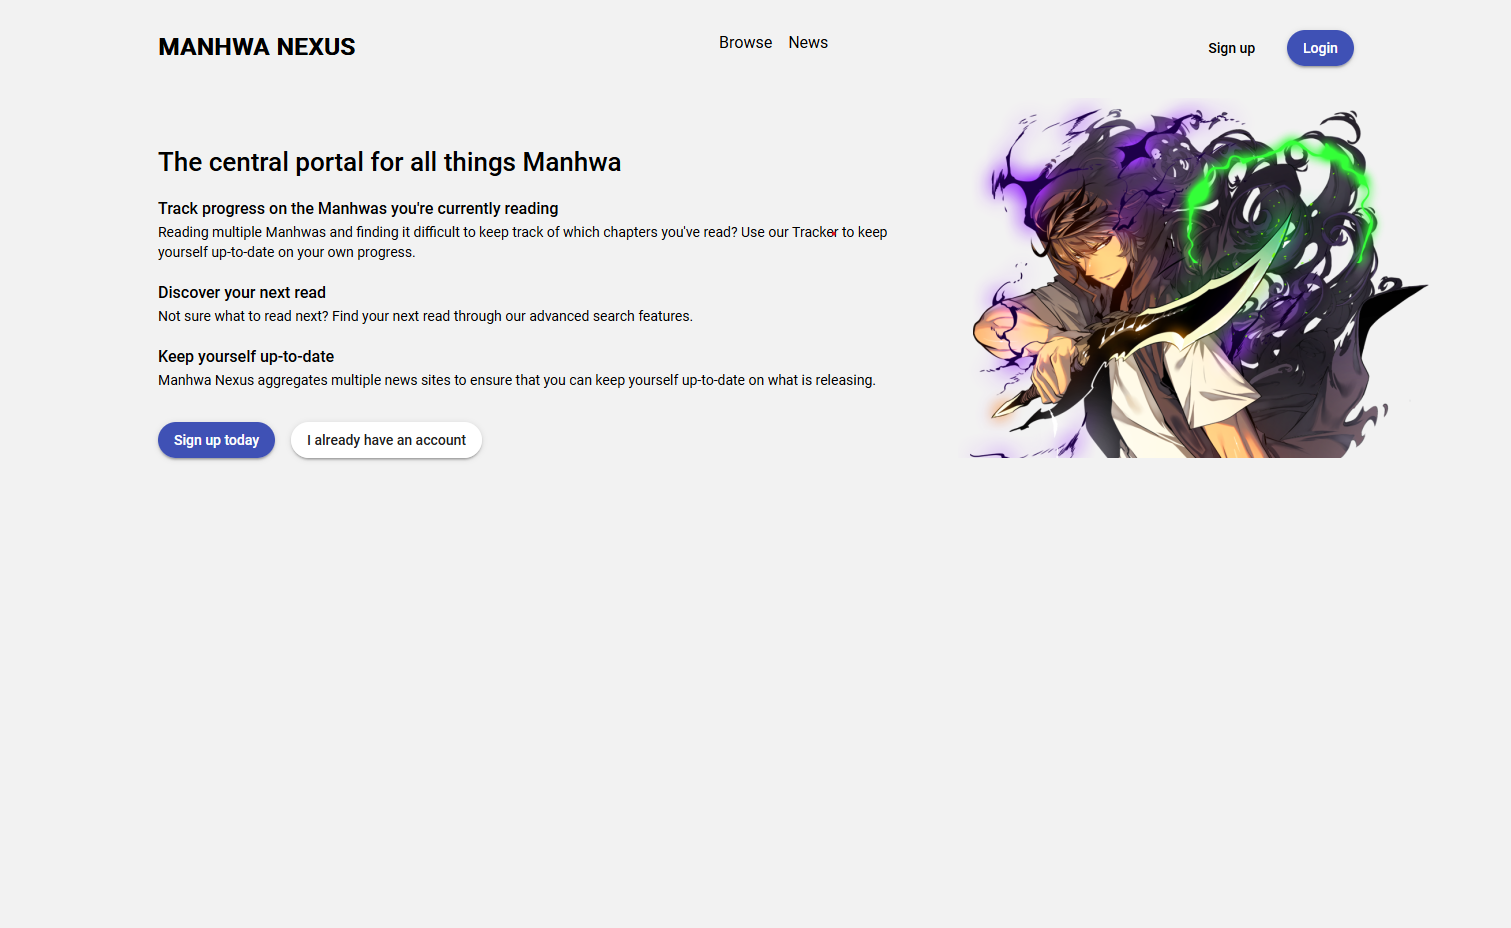 MANHWA NEXUS
Browse
News
Sign up
Login
The central portal for all things Manhwa
Track progress on the Manhwas you're currently reading
Reading multiple Manhwas and finding it difficult to keep track of which chapters you've read? Use our Tracker to keep
yourself up-to-date on your own progress.
Discover your next read
Not sure what to read next? Find your next read through our advanced search features.
Keep yourself up-to-date
Manhwa Nexus aggregates multiple news sites to ensure that you can keep yourself up-to-date on what is releasing.
Sign up today
I already have an account